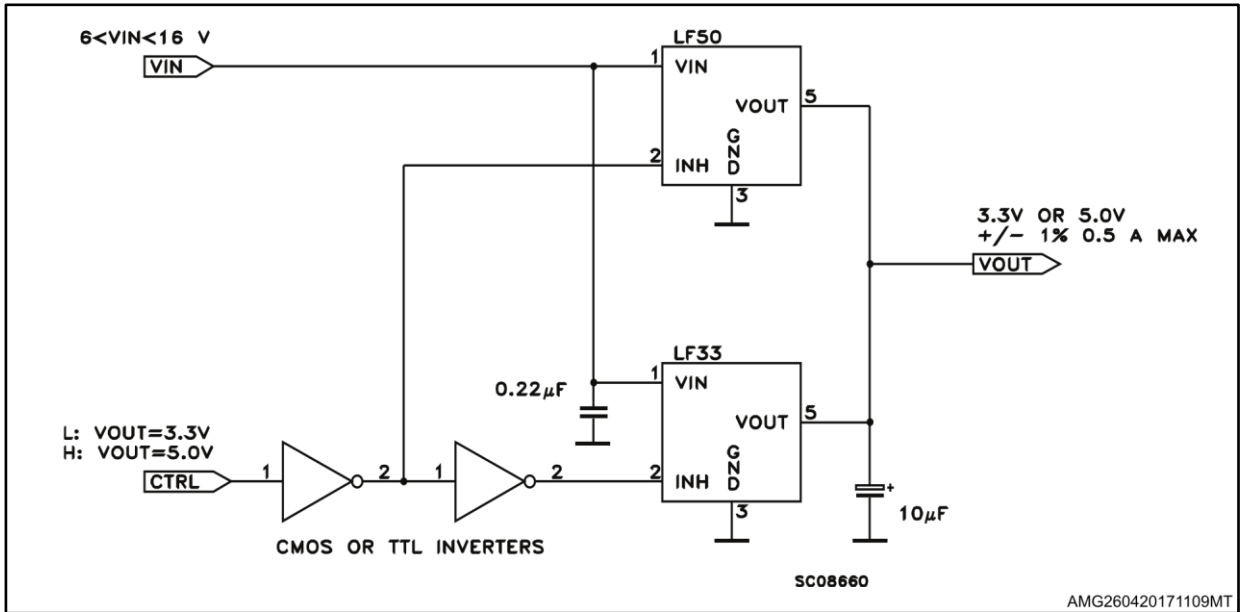 6<VIN<16 V
VIN
LF50
1
VIN
VOUT
5
GND
2
INH
3
3.3V OR 5.0V
+/- 1% 0.5 A MAX
VOUT
LF33
1
VIN
0.22μF
VOUT
5
GND
L: VOUT=3.3V
H: VOUT=5.0V
CTRL
1
2
1
2
2
INH
3
+
10μF
CMOS OR TTL INVERTERS
SC08660
AMG260420171109MT